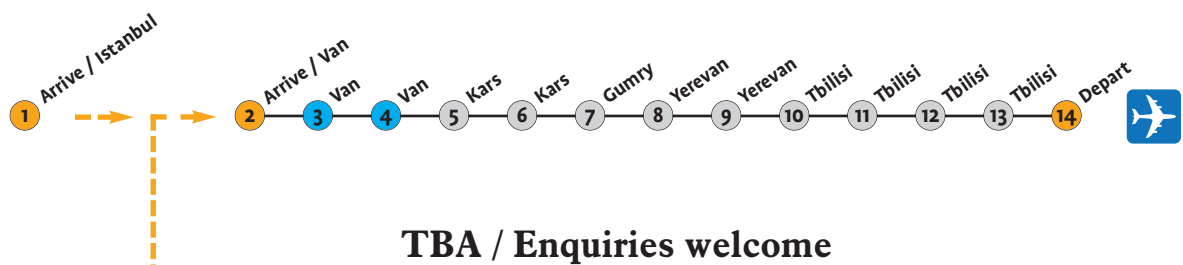 1 Arrive / Istanbul
2 Arrive / Van
3 Van
4 Van
5 Kars
6 Kars
7 Gumry
8 Yerevan
9 Yerevan
10 Tbilisi
11 Tbilisi
12 Tbilisi
13 Tbilisi
14 Depart
TBA / Enquiries welcome